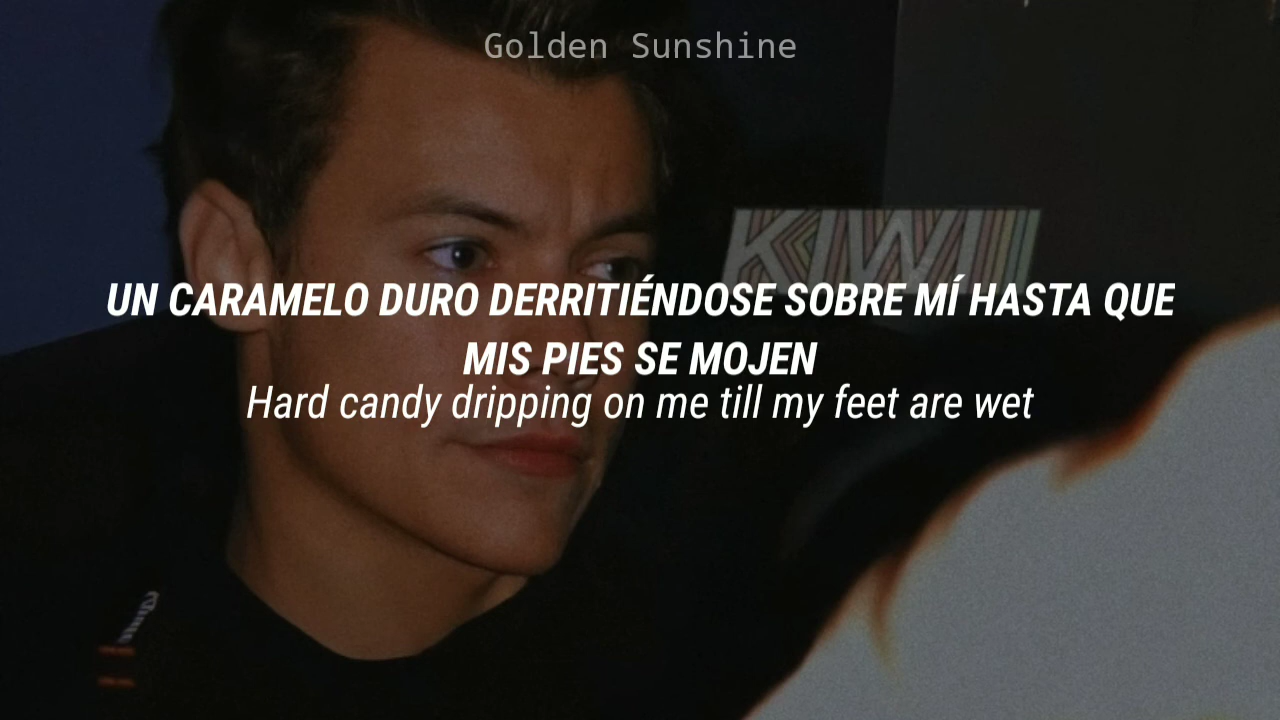 Golden Sunshine
KIWI
UN CARAMELO DURO DERRITIÉNDOSE SOBRE MÍ HASTA QUE
MIS PIES SE MOJEN
Hard candy dripping on me till my feet are wet